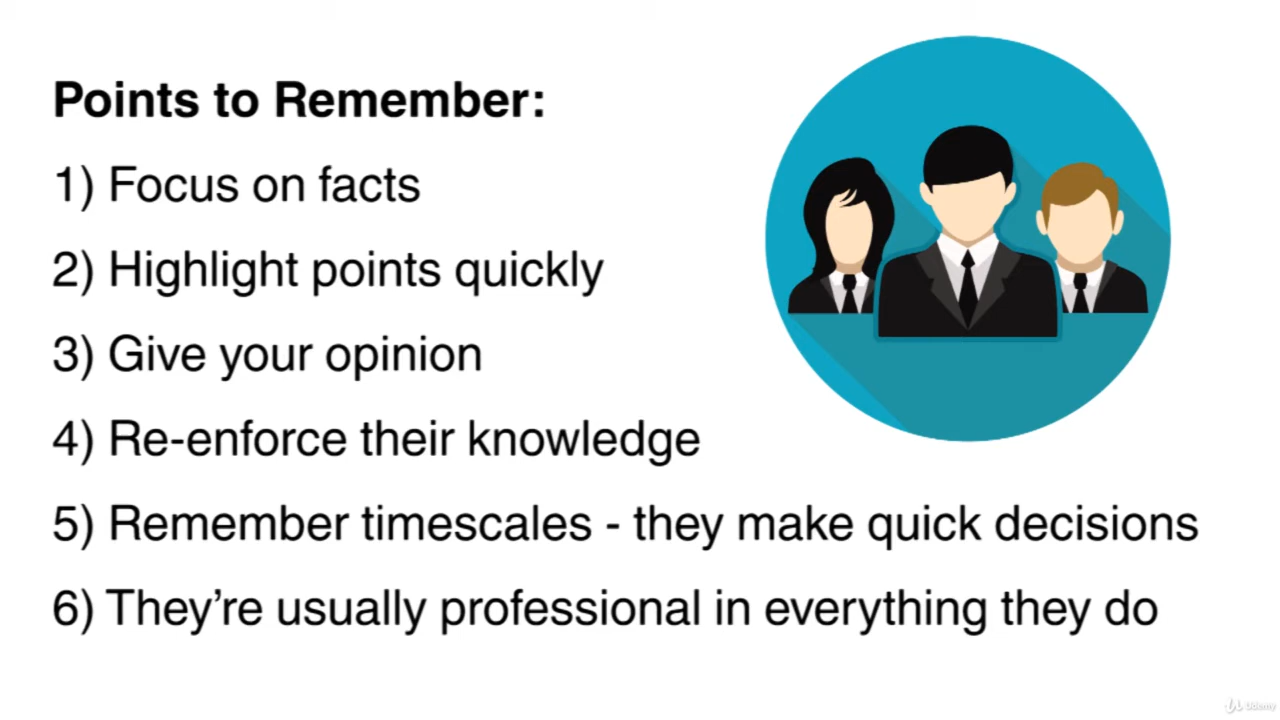 Points to Remember:
1) Focus on facts
2) Highlight points quickly
3) Give your opinion
4) Re-enforce their knowledge
5) Remember timescales - they make quick decisions
6) They’re usually professional in everything they do
Udemy